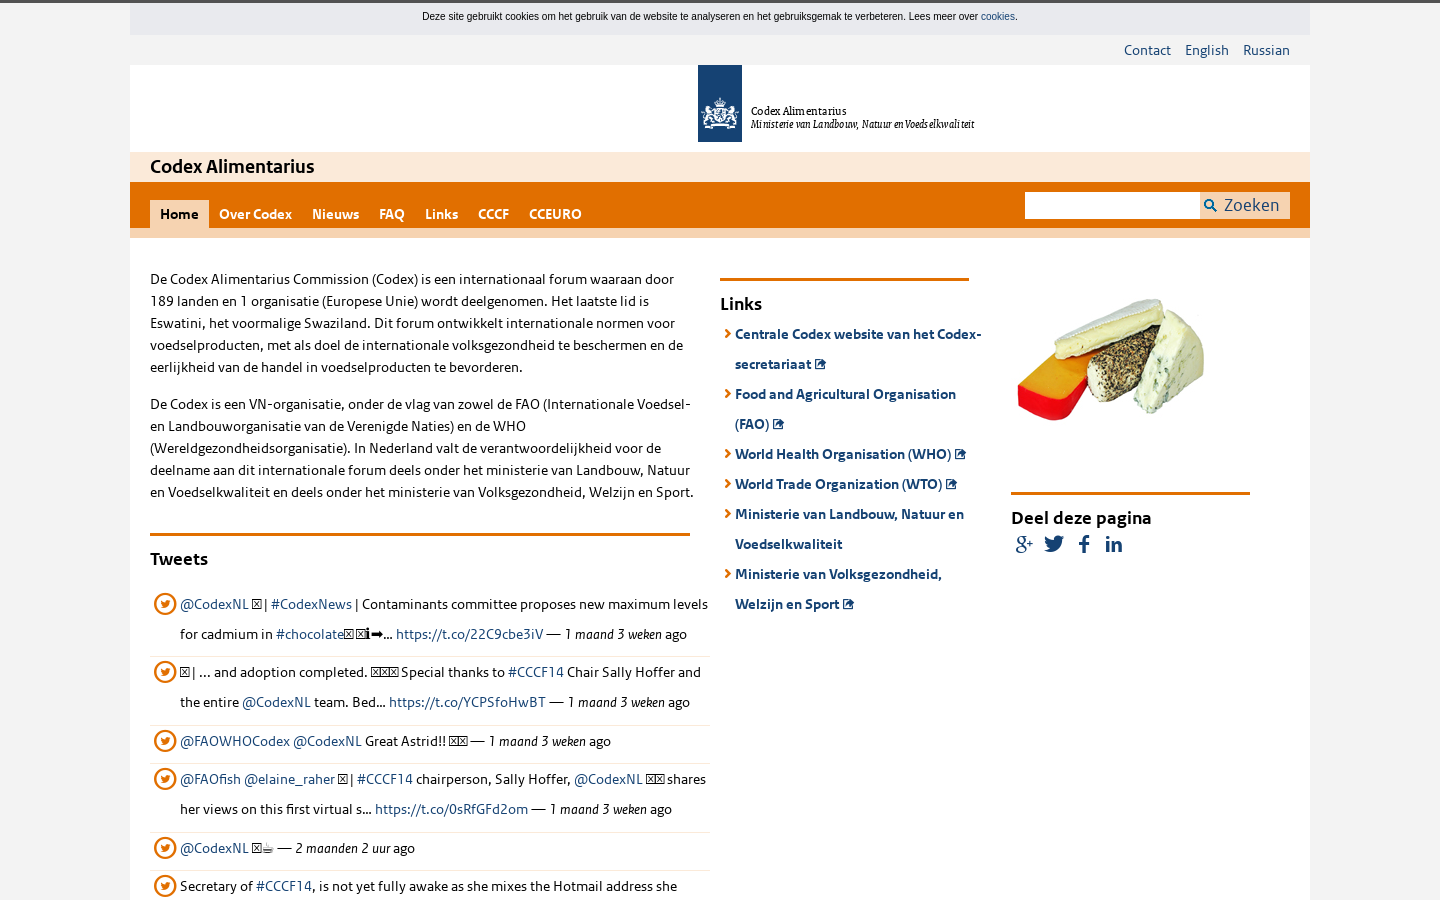 Deze site gebruikt cookies om het gebruik van de website te analyseren en het gebruiksgemak te verbeteren. Lees meer over cookies.
Contact English Russian
Codex Alimentarius
Ministerie van Landbouw, Natuur en Voedselkwaliteit
Codex Alimentarius
Home Over Codex Nieuws FAQ Links CCCF CCEURO
Zoeken
De Codex Alimentarius Commission (Codex) is een internationaal forum waaraan door
189 landen en 1 organisatie (Europese Unie) wordt deelgenomen. Het laatste lid is
Eswatini, het voormalige Swaziland. Dit forum ontwikkelt internationale normen voor
voedselproducten, met als doel de internationale volksgezondheid te beschermen en de
eerlijkheid van de handel in voedselproducten te bevorderen.
De Codex is een VN-organisatie, onder de vlag van zowel de FAO (Internationale Voedsel-
en Landbouworganisatie van de Verenigde Naties) en de WHO
(Wereldgezondheidsorganisatie). In Nederland valt de verantwoordelijkheid voor de
deelname aan dit internationale forum deels onder het ministerie van Landbouw, Natuur
en Voedselkwaliteit en deels onder het ministerie van Volksgezondheid, Welzijn en Sport.
Tweets
@CodexNL | #CodexNews | Contaminants committee proposes new maximum levels
for cadmium in #chocolate ℹ➡… https://t.co/22C9cbe3iV — 1 maand 3 weken ago
| ... and adoption completed. Special thanks to #CCCF14 Chair Sally Hoffer and
the entire @CodexNL team. Bed… https://t.co/YCPSfoHwBT — 1 maand 3 weken ago
@FAOWHOCodex @CodexNL Great Astrid!! — 1 maand 3 weken ago
@FAOfish @elaine_raher | #CCCF14 chairperson, Sally Hoffer, @CodexNL shares
her views on this first virtual s… https://t.co/0sRfGFd2om — 1 maand 3 weken ago
@CodexNL ☕ — 2 maanden 2 uur ago
Secretary of #CCCF14, is not yet fully awake as she mixes the Hotmail address she
Links
Centrale Codex website van het Codex-
secretariaat
Food and Agricultural Organisation
(FAO)
World Health Organisation (WHO)
World Trade Organization (WTO)
Ministerie van Landbouw, Natuur en
Voedselkwaliteit
Ministerie van Volksgezondheid,
Welzijn en Sport
Deel deze pagina